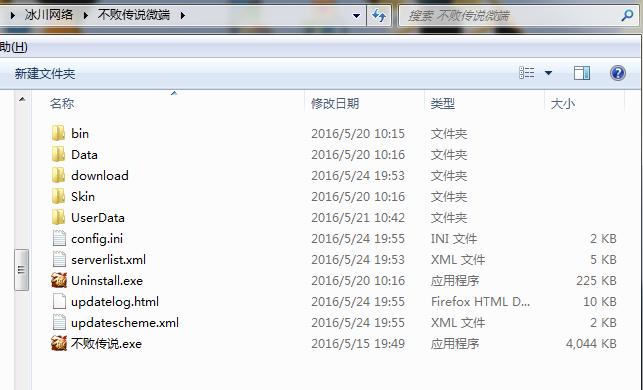 冰川网络 不败传说微端 搜索 不败传说微端
助(H)
新建文件夹
名称 修改日期 类型 大小
bin 2016/5/20 10:15 文件夹
Data 2016/5/20 10:16 文件夹
download 2016/5/24 19:53 文件夹
Skin 2016/5/20 10:16 文件夹
UserData 2016/5/21 10:42 文件夹
config.ini 2016/5/24 19:55 INI 文件 2 KB
serverlist.xml 2016/5/24 19:53 XML 文件 5 KB
Uninstall.exe 2016/5/20 10:16 应用程序 225 KB
updatelog.html 2016/5/24 19:55 Firefox HTML D... 10 KB
updatescheme.xml 2016/5/24 19:55 XML 文件 2 KB
不败传说.exe 2016/5/15 19:49 应用程序 4,044 KB